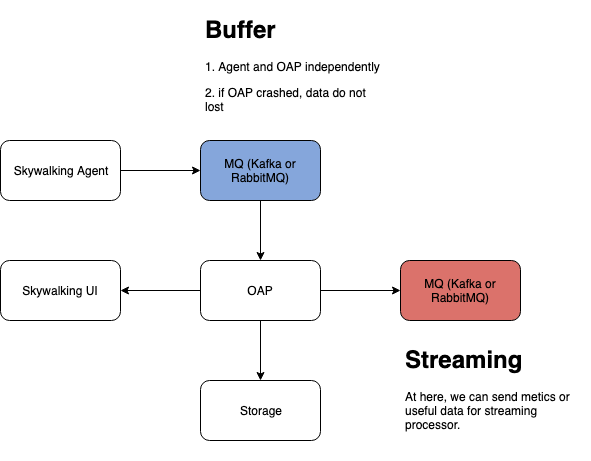 Buffer
1. Agent and OAP independently
2. if OAP crashed, data do not
lost
Skywalking Agent
MQ (Kafka or
RabbitMQ)
Skywalking UI
OAP
MQ (Kafka or
RabbitMQ)
Streaming
At here, we can send metics or
useful data for streaming
processor.
Storage